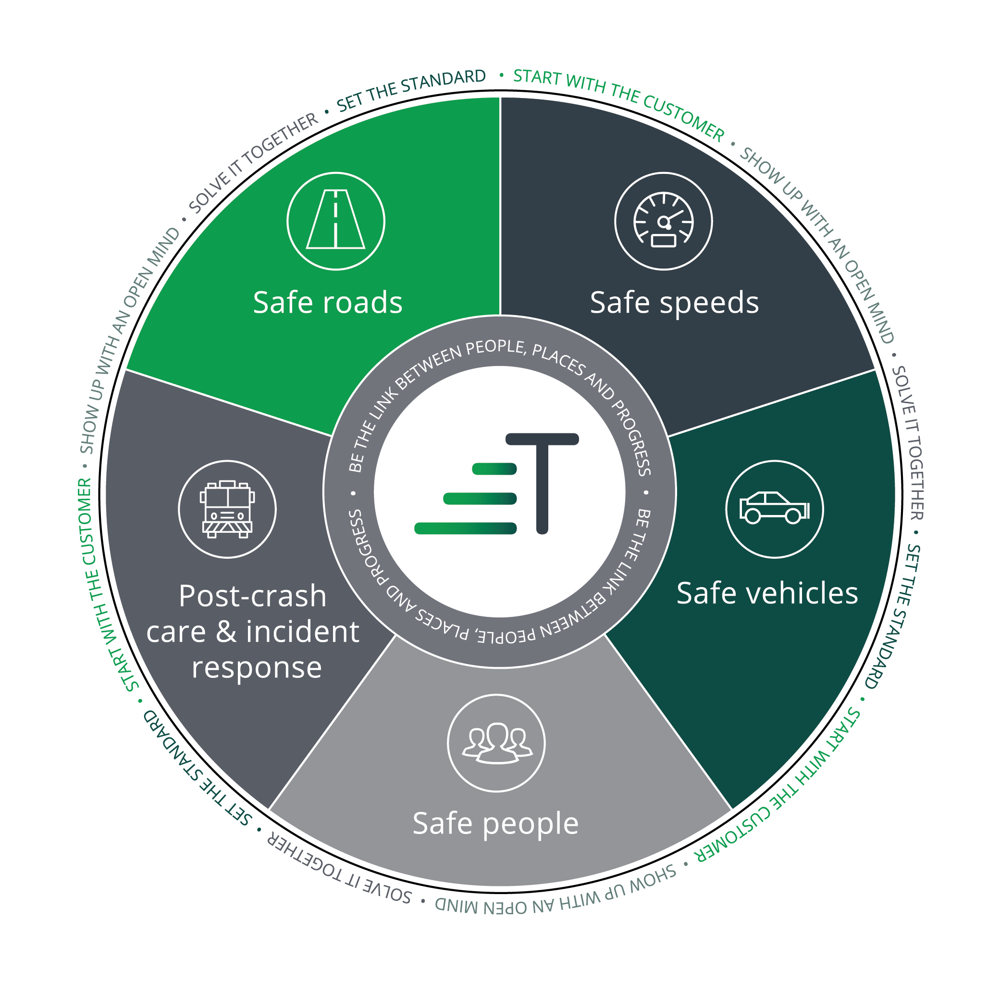 • START WITH THE CUSTOMER • SHOW UP WITH AN OPEN MIND • SOLVE IT TOGETHER • SET THE STANDARD • START WITH THE CUSTOMER • SHOW UP WITH AN OPEN MIND • SOLVE IT TOGETHER • SET THE STANDARD • START WITH THE CUSTOMER • SHOW UP WITH AN OPEN MIND • SOLVE IT TOGETHER • SET THE STANDARD
Safe roads
Safe speeds
BE THE LINK BETWEEN PEOPLE, PLACES AND PROGRESS • BE THE LINK BETWEEN PEOPLE, PLACES AND PROGRESS •
T
Safe vehicles
Post-crash
care & incident
response
Safe people